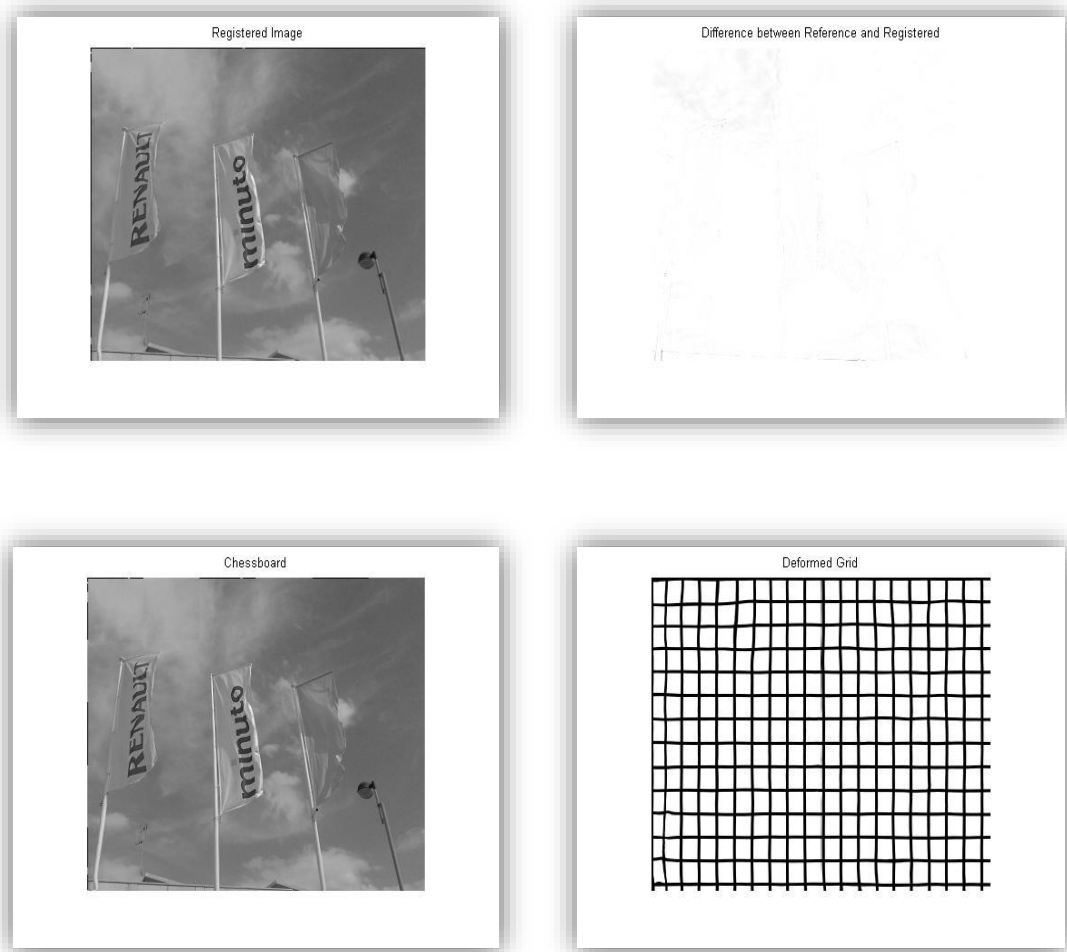 Registered Image
RENAULT
minuto
Difference between Reference and Registered
Chessboard
RENAULT
minuto
Deformed Grid